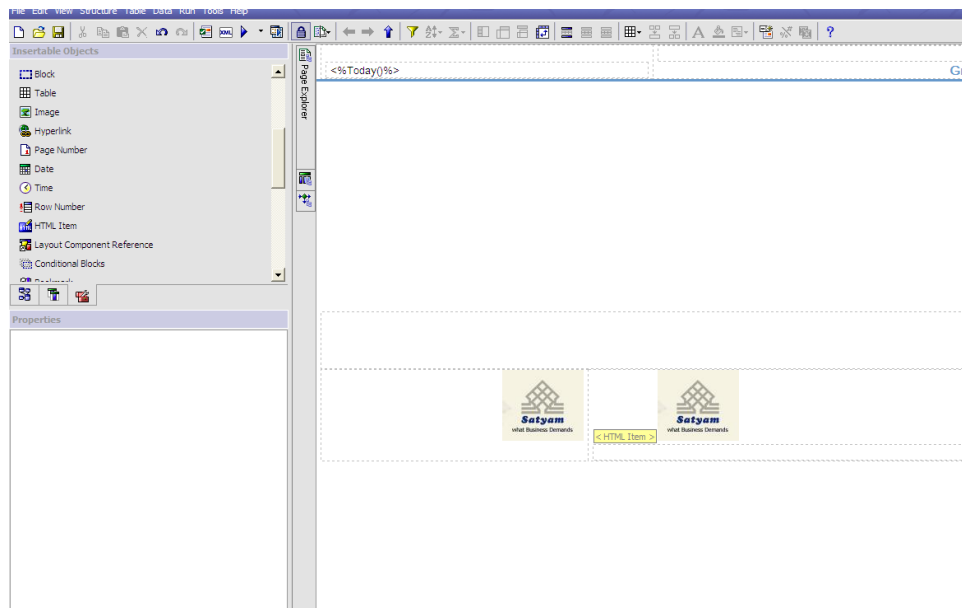 File Edit View Structure Table Data Run Tools Help
Insertable Objects
Block
Table
Image
Hyperlink
Page Number
Date
Time
Row Number
HTML Item
Layout Component Reference
Conditional Blocks
Bookmark
Properties
Page Explorer
<%Today()%>
Satyam
what Business Demands
< HTML Item >
Satyam
what Business Demands